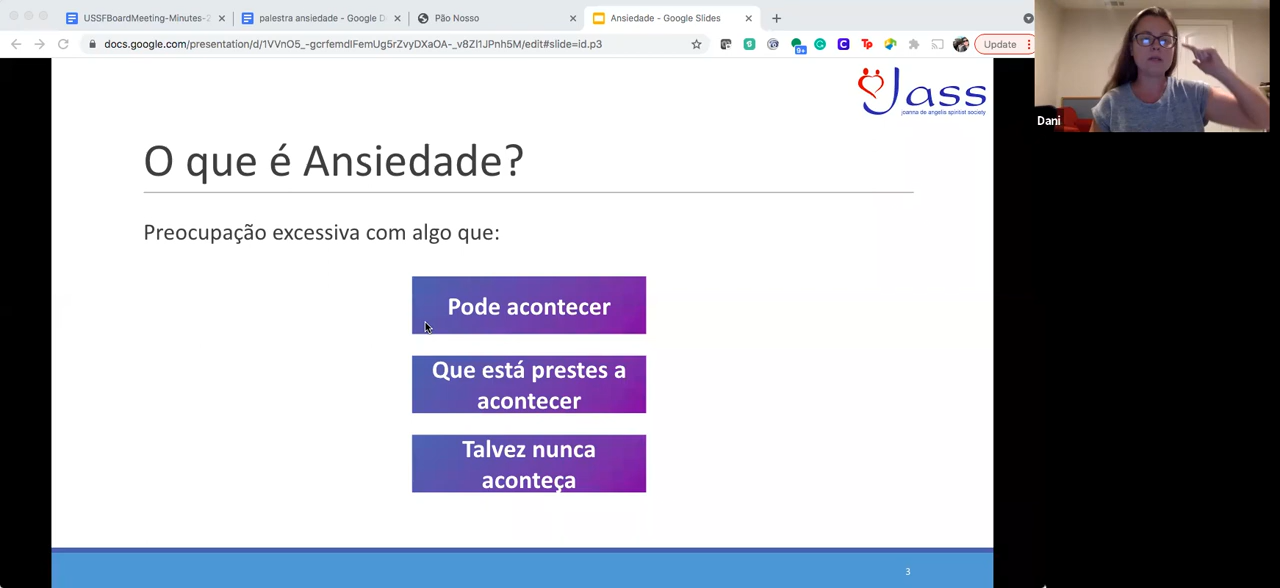 USSFBoardMeeting-Minutes-2
palestra ansiedade - Google D
Pão Nosso
Ansiedade - Google Slides
docs.google.com/presentation/d/1VVnO5_-gcrfemdIFemUg5rZvyDXaOA-_v8ZI1JPnh5M/edit#slide=id.p3
9+
Tp
Update
Dani
Jass
joanna de angelis spiritist society
O que é Ansiedade?
Preocupação excessiva com algo que:
Pode acontecer
Que está prestes a
acontecer
Talvez nunca
aconteça
3